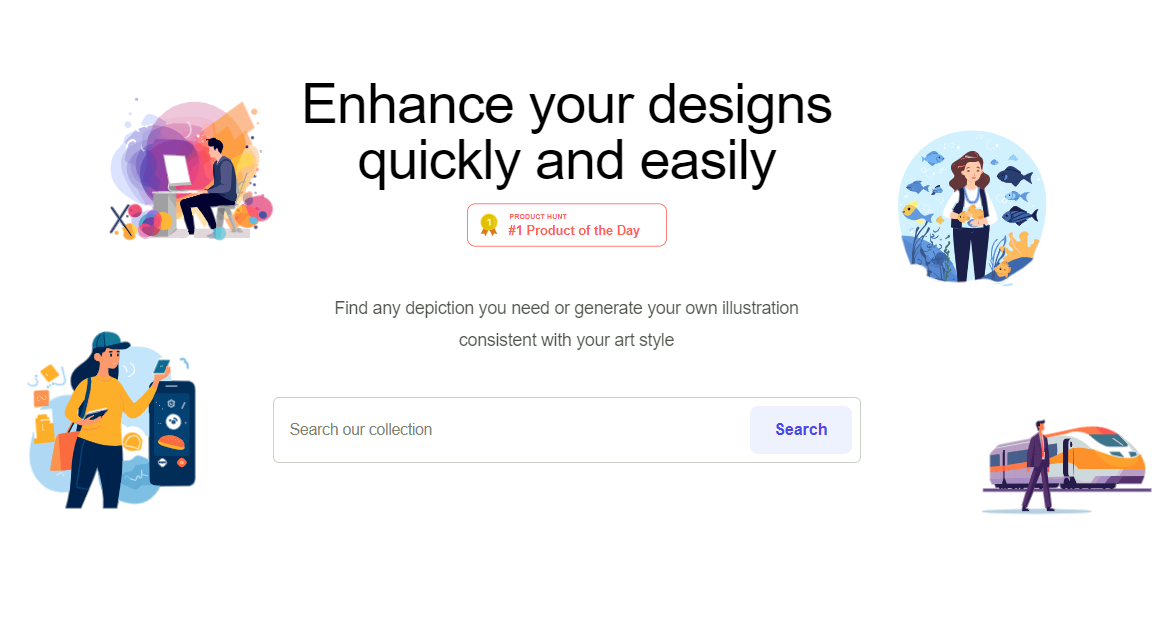 Enhance your designs
quickly and easily
1
PRODUCT HUNT
#1 Product of the Day
Find any depiction you need or generate your own illustration
consistent with your art style
Search our collection
Search